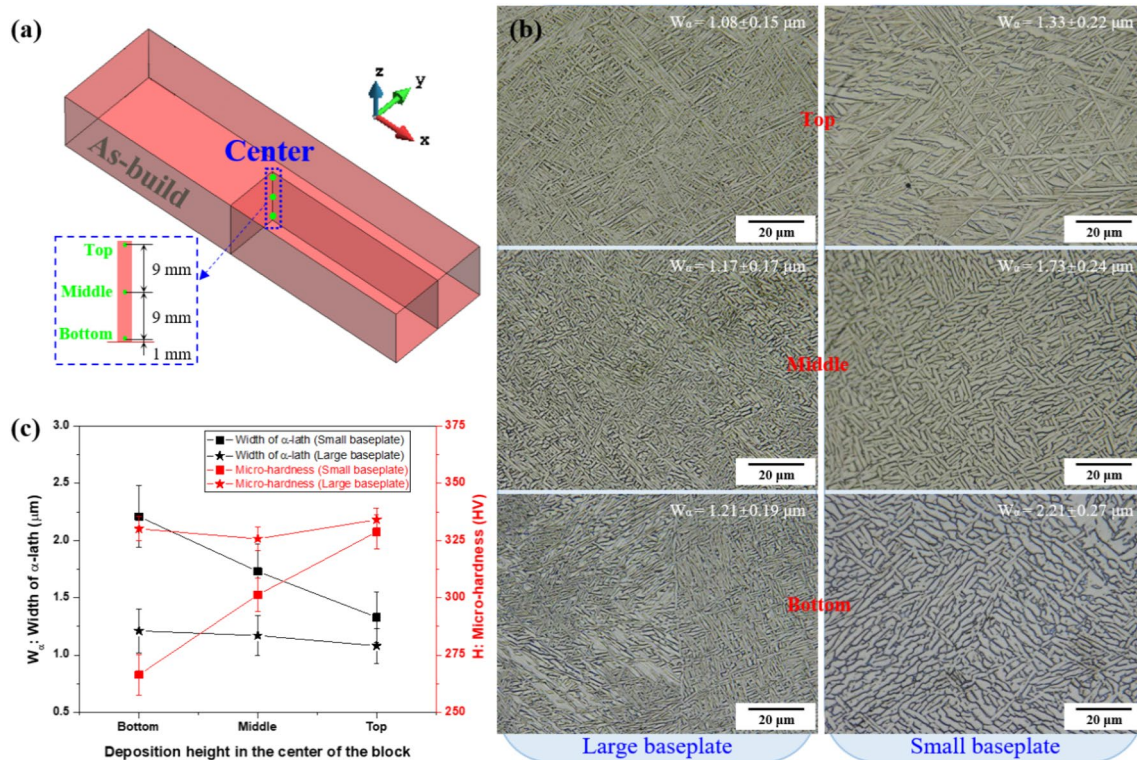 (a)
z
y
x
Center
As-build
Top
9 mm
Middle
9 mm
Bottom
1 mm
(b)
Wα = 1.08±0.15 μm
Wα = 1.33±0.22 μm
Top
20 μm
20 μm
Wα = 1.17±0.17 μm
Wα = 1.73±0.24 μm
Middle
20 μm
20 μm
Wα = 1.21±0.19 μm
Wα = 2.21±0.27 μm
Bottom
20 μm
20 μm
Large baseplate
Small baseplate
(c)
Width of α-lath (Small baseplate)
Width of α-lath (Large baseplate)
Micro-hardness (Small baseplate)
Micro-hardness (Large baseplate)
Wα: Width of α-lath (μm)
3.0
2.5
2.0
1.5
1.0
0.5
H: Micro-hardness (HV)
375
350
325
300
275
250
Bottom
Middle
Top
Deposition height in the center of the block